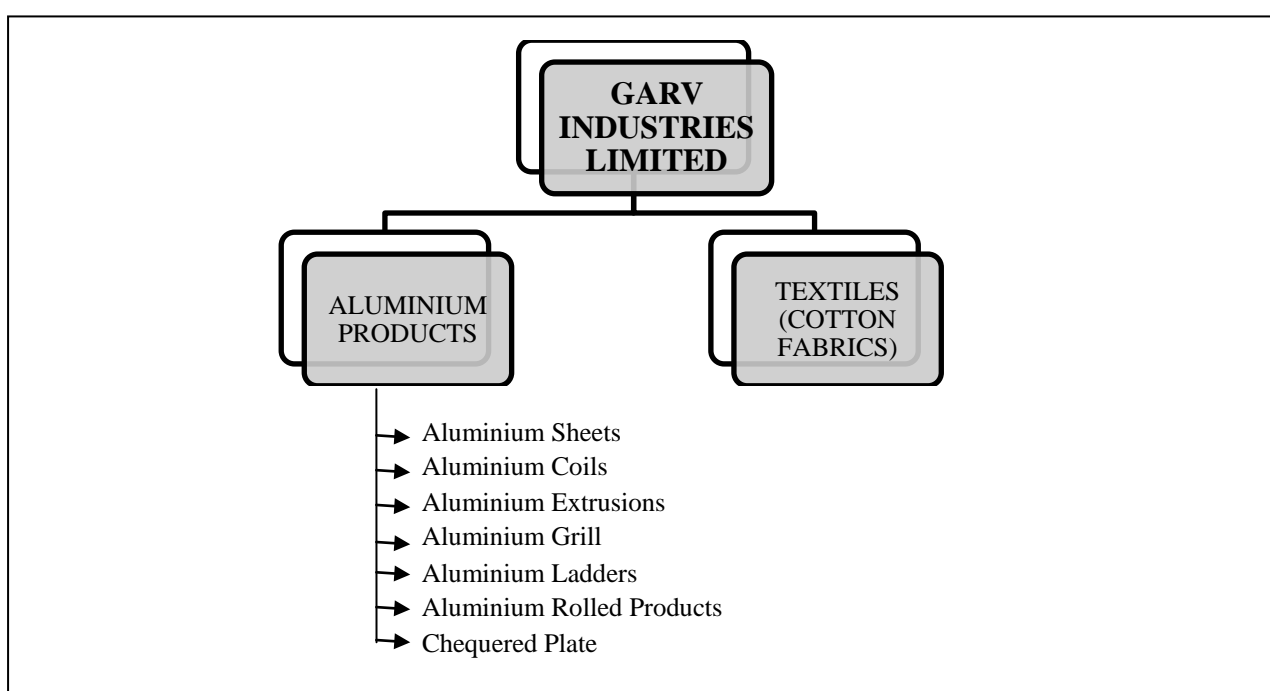 GARV
INDUSTRIES
LIMITED
ALUMINIUM
PRODUCTS
TEXTILES
(COTTON
FABRICS)
Aluminium Sheets
Aluminium Coils
Aluminium Extrusions
Aluminium Grill
Aluminium Ladders
Aluminium Rolled Products
Chequered Plate